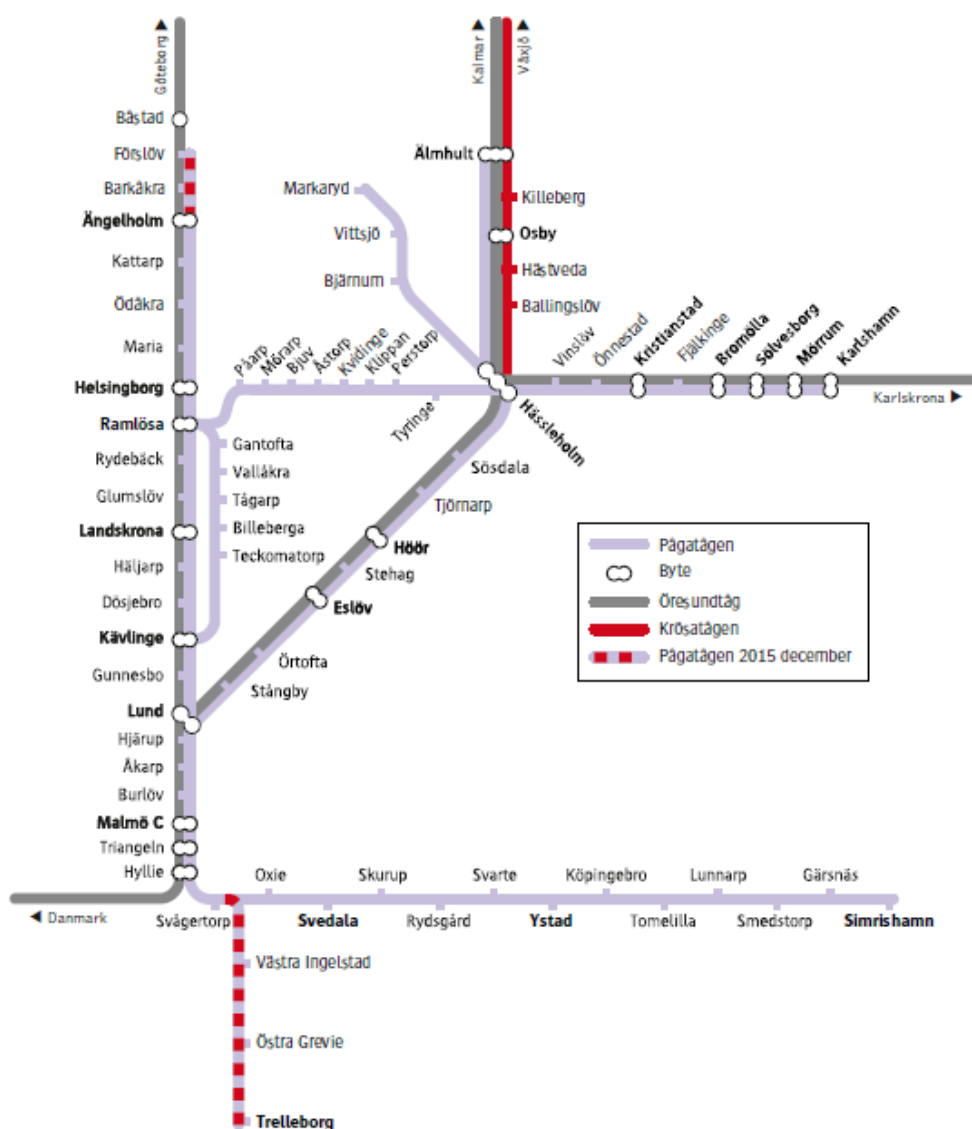 Göteborg ▲
Båstad
Förslöv
Barkåkra
Ängelholm
Kattarp
Ödåkra
Maria
Helsingborg
Ramlösa
Rydebäck
Glumslöv
Landskrona
Häljarp
Dösjebro
Kävlinge
Gunnesbo
Lund
Hjärup
Åkarp
Burlöv
Malmö C
Triangeln
Hyllie
◀ Danmark
Påarp
Mörarp
Bjuv
Åstorp
Kvidinge
Klippan
Perstorp
Tyringe
Gantofta
Vallåkra
Tågarp
Billeberga
Teckomatorp
Markaryd
Vittsjö
Bjärnum
Kalmar ▲
Växjö ▲
Älmhult
Killeberg
Osby
Hästveda
Ballingslöv
Vinslöv
Önnestad
Kristianstad
Fjälkinge
Bromölla
Sölvesborg
Mörrum
Karlshamn
Karlskrona ▶
Hässleholm
Sösdala
Tjörnarp
Höör
Stehag
Eslöv
Örtofta
Stångby
Pågatågen
Byte
Öresundtåg
Krösatågen
Pågatågen 2015 december
Oxie
Skurup
Svarte
Köpingebro
Lunnarp
Gärsnäs
Svågertorp
Svedala
Rydsgård
Ystad
Tomelilla
Smedstorp
Simrishamn
Västra Ingelstad
Östra Grevie
Trelleborg